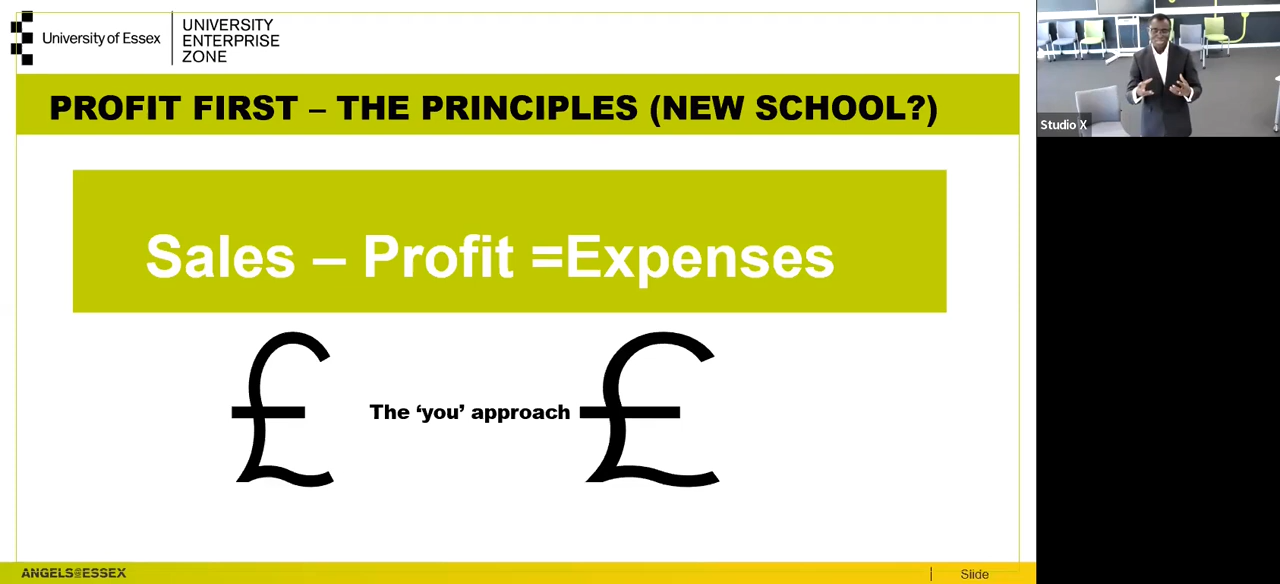 University of Essex
UNIVERSITY
ENTERPRISE
ZONE
PROFIT FIRST – THE PRINCIPLES (NEW SCHOOL?)
Sales – Profit =Expenses
£ The ‘you’ approach £
ANGELS@ESSEX
Slide
Studio X